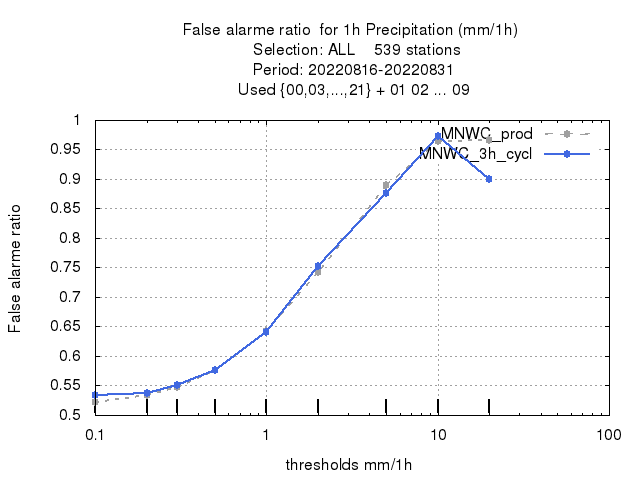 False alarme ratio  for 1h Precipitation (mm/1h)
Selection: ALL    539 stations
Period: 20220816-20220831
Used {00,03,...,21} + 01 02 ... 09
MNWC_prod
MNWC_3h_cycl
1
0.95
0.9
0.85
0.8
0.75
0.7
0.65
0.6
0.55
0.5
False alarme ratio
0.1
1
10
100
thresholds mm/1h